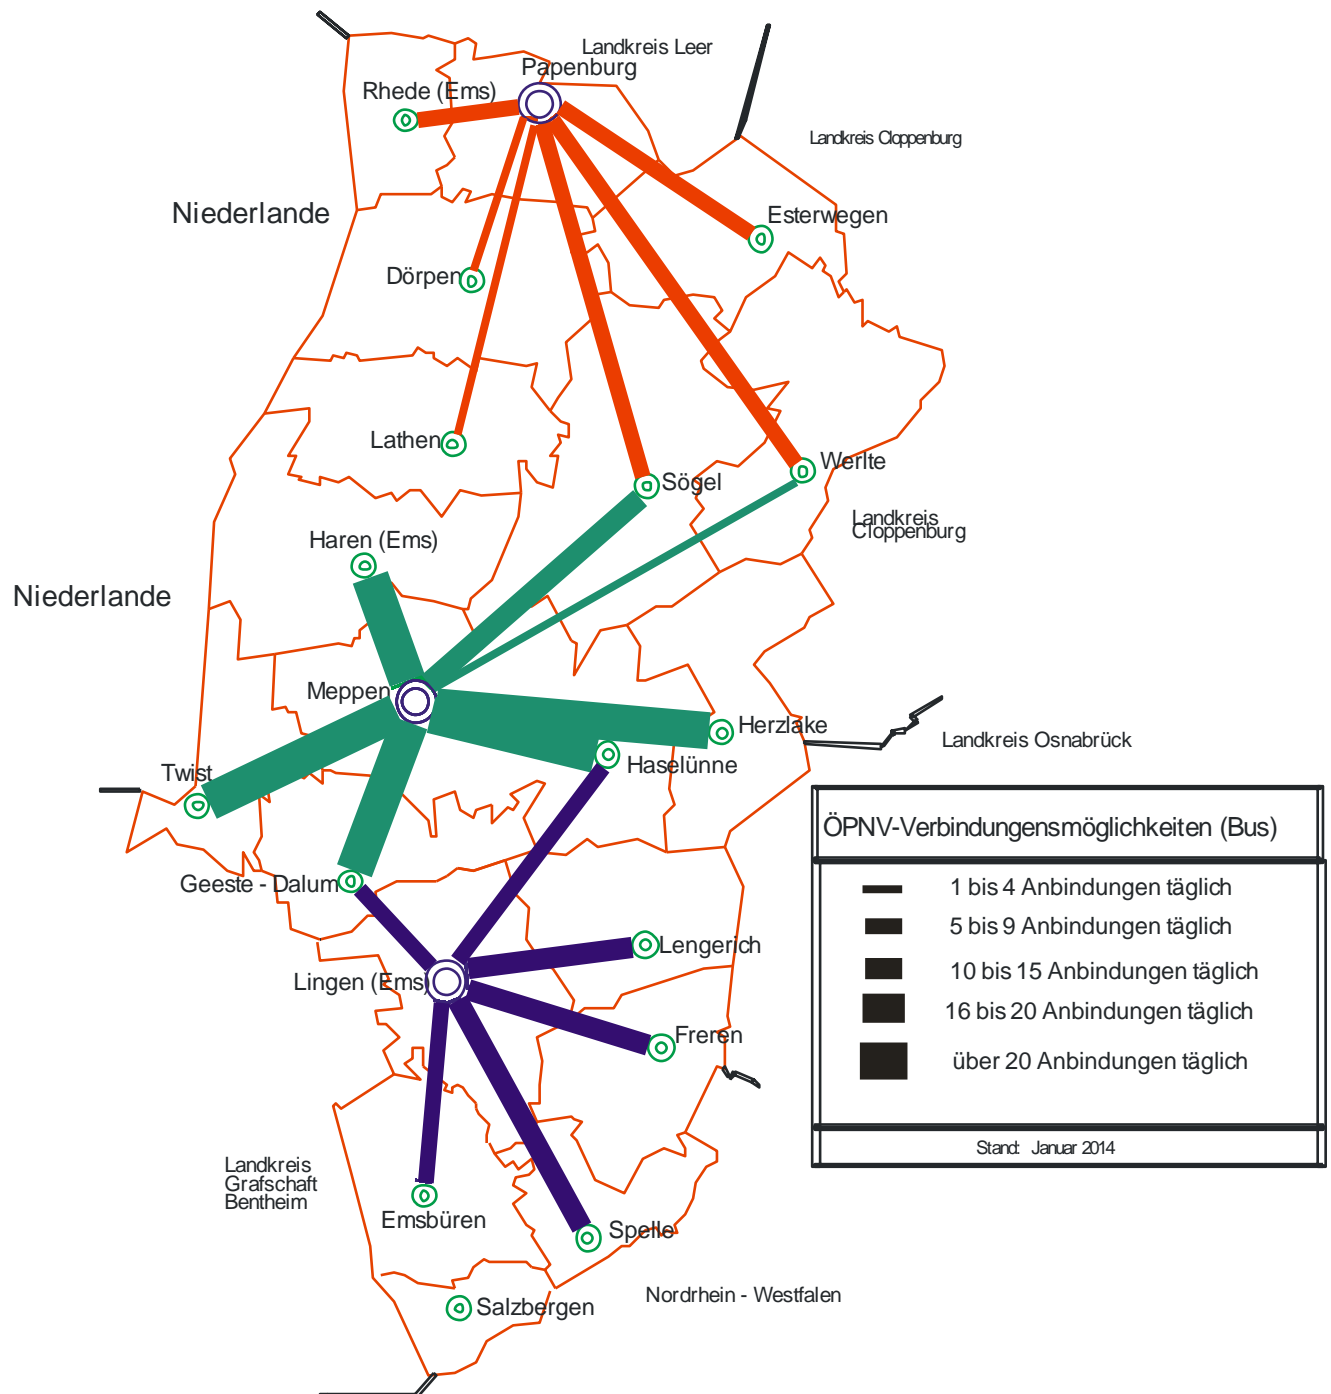 Landkreis Leer
Papenburg
Rhede (Ems)
Landkreis Cloppenburg
Niederlande
Esterwegen
Dörpen
Lathen
Werlte
Sögel
Landkreis
Cloppenburg
Haren (Ems)
Niederlande
Meppen
Herzlake
Landkreis Osnabrück
Haselünne
Twist
ÖPNV-Verbindungensmöglichkeiten (Bus)
Geeste - Dalum
1 bis 4 Anbindungen täglich
5 bis 9 Anbindungen täglich
Lengerich
10 bis 15 Anbindungen täglich
Lingen (Ems)
16 bis 20 Anbindungen täglich
Freren
über 20 Anbindungen täglich
Stand: Januar 2014
Landkreis
Grafschaft
Bentheim
Emsbüren
Spelle
Nordrhein - Westfalen
Salzbergen